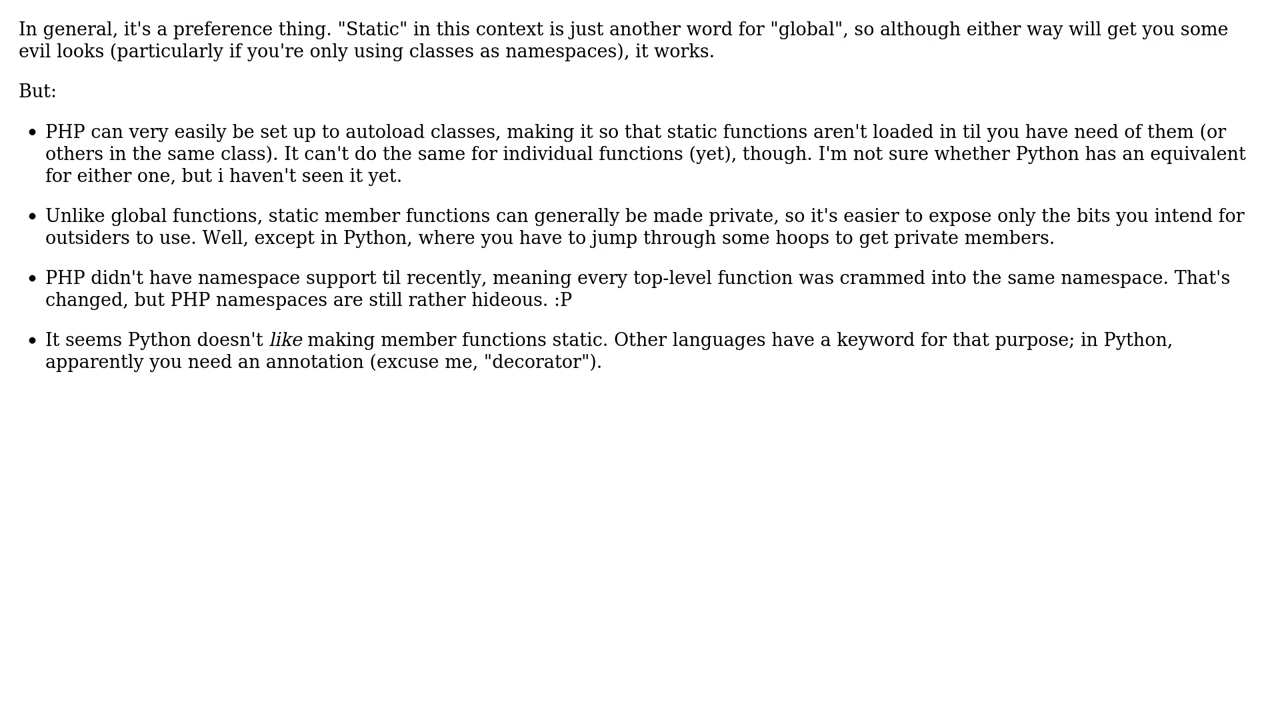 In general, it's a preference thing. "Static" in this context is just another word for "global", so although either way will get you some
evil looks (particularly if you're only using classes as namespaces), it works.
But:
• PHP can very easily be set up to autoload classes, making it so that static functions aren't loaded in til you have need of them (or
others in the same class). It can't do the same for individual functions (yet), though. I'm not sure whether Python has an equivalent
for either one, but i haven't seen it yet.
• Unlike global functions, static member functions can generally be made private, so it's easier to expose only the bits you intend for
outsiders to use. Well, except in Python, where you have to jump through some hoops to get private members.
• PHP didn't have namespace support til recently, meaning every top-level function was crammed into the same namespace. That's
changed, but PHP namespaces are still rather hideous. :P
• It seems Python doesn't like making member functions static. Other languages have a keyword for that purpose; in Python,
apparently you need an annotation (excuse me, "decorator").